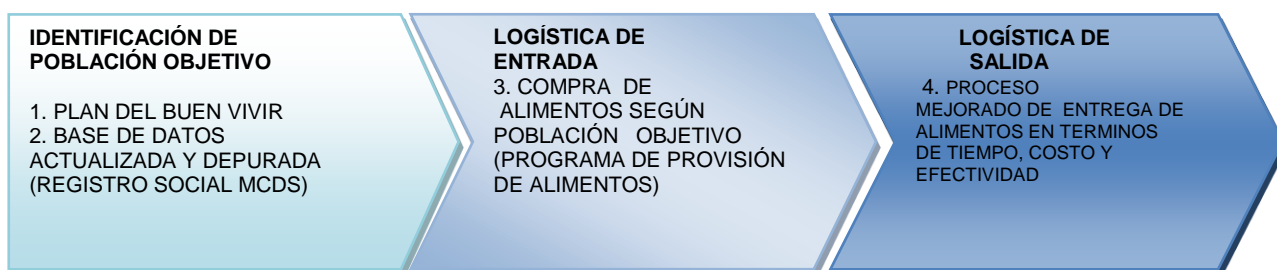 IDENTIFICACIÓN DE
POBLACIÓN OBJETIVO
1. PLAN DEL BUEN VIVIR
2. BASE DE DATOS
ACTUALIZADA Y DEPURADA
(REGISTRO SOCIAL MCDS)
LOGÍSTICA DE
ENTRADA
3. COMPRA DE
ALIMENTOS SEGÚN
POBLACIÓN OBJETIVO
(PROGRAMA DE PROVISIÓN
DE ALIMENTOS)
LOGÍSTICA DE
SALIDA
4. PROCESO
MEJORADO DE ENTREGA DE
ALIMENTOS EN TERMINOS
DE TIEMPO, COSTO Y
EFECTIVIDAD